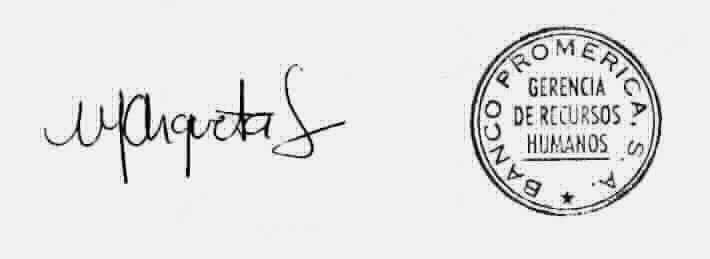 BANCO PROMERICA, S.A.
GERENCIA
DE RECURSOS
HUMANOS